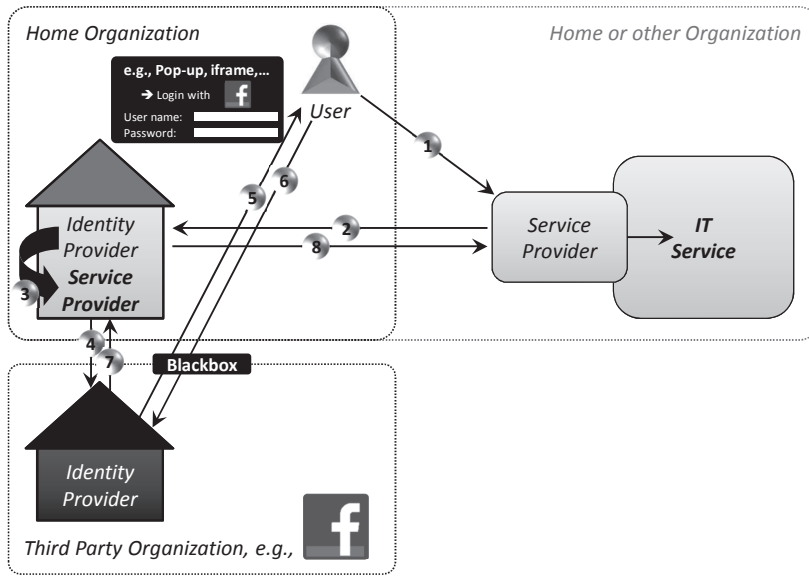 Home Organization
Home or other Organization
e.g., Pop-up, iframe,...
➔ Login with f
User name:
Password:
User
1
5
6
Identity
Provider
Service
Provider
3
2
8
Service
Provider
IT
Service
4
7
Blackbox
Identity
Provider
Third Party Organization, e.g., f